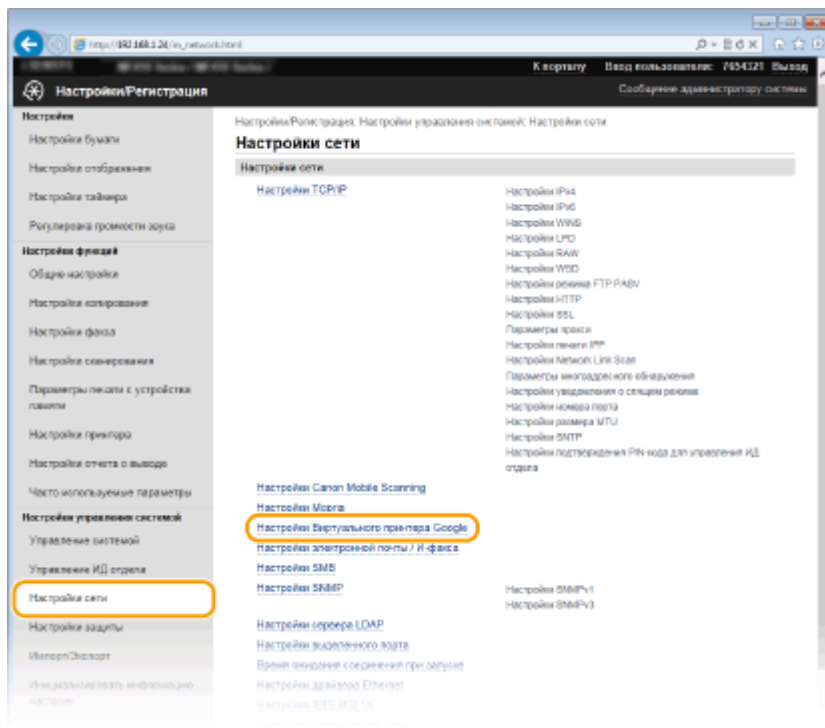 http://192.168.1.24/m_network.html
К порталу Ввод пользователя: 7654321 Выход
Настройки/Регистрация
Сообщение администратору системы
Настройки
Настройки бумаги
Настройки отображения
Настройки таймера
Регулировка громкости звука
Настройки функций
Общие настройки
Настройки копирования
Настройки факса
Настройки сканирования
Параметры печати с устройства
памяти
Настройки принтера
Настройки отчета о выводе
Часто используемые параметры
Настройки управления системой
Управление системой
Управление ИД отдела
Настройки сети
Настройки защиты
Импорт/Экспорт
Инициализировать информацию
настроек
Настройки/Регистрация: Настройки управления системой: Настройки сети
Настройки сети
Настройки сети
Настройки TCP/IP
Настройки IPv4
Настройки IPv6
Настройки WINS
Настройки LPD
Настройки RAW
Настройки WSD
Настройки режима FTP PASV
Настройки HTTP
Настройки SSL
Параметры прокси
Настройки печати IPP
Настройки Network Link Scan
Параметры многоадресного обнаружения
Настройки уведомления о спящем режиме
Настройки номера порта
Настройки размера MTU
Настройки SNTP
Настройки подтверждения PIN-кода для управления ИД
отдела
Настройки Canon Mobile Scanning
Настройки Mopria
Настройки Виртуального принтера Google
Настройки электронной почты / И-факса
Настройки SMB
Настройки SNMP
Настройки SNMPv1
Настройки SNMPv3
Настройки сервера LDAP
Настройки выделенного порта
Время ожидания соединения при запуске
Настройки драйвера Ethernet
Настройки IEEE 802.1X